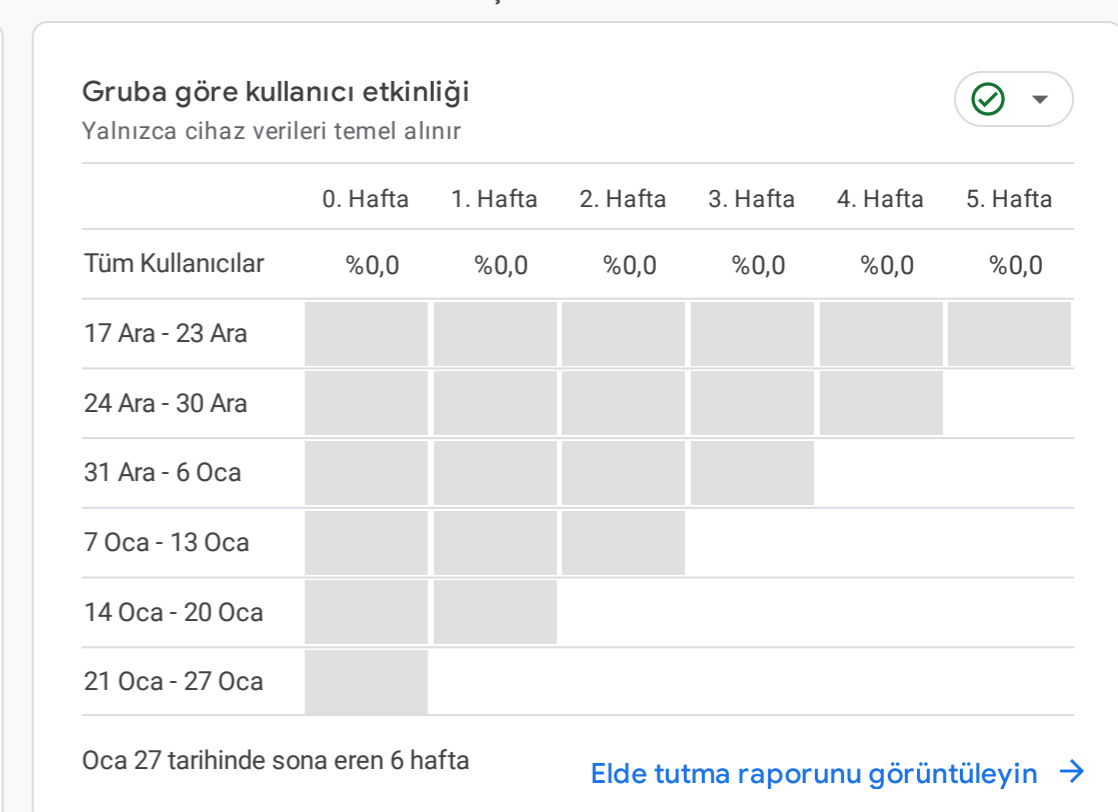 Gruba göre kullanıcı etkinliği
Yalnızca cihaz verileri temel alınır
0. Hafta 1. Hafta 2. Hafta 3. Hafta 4. Hafta 5. Hafta
Tüm Kullanıcılar %0,0 %0,0 %0,0 %0,0 %0,0 %0,0
17 Ara - 23 Ara
24 Ara - 30 Ara
31 Ara - 6 Oca
7 Oca - 13 Oca
14 Oca - 20 Oca
21 Oca - 27 Oca
Oca 27 tarihinde sona eren 6 hafta
Elde tutma raporunu görüntüleyin